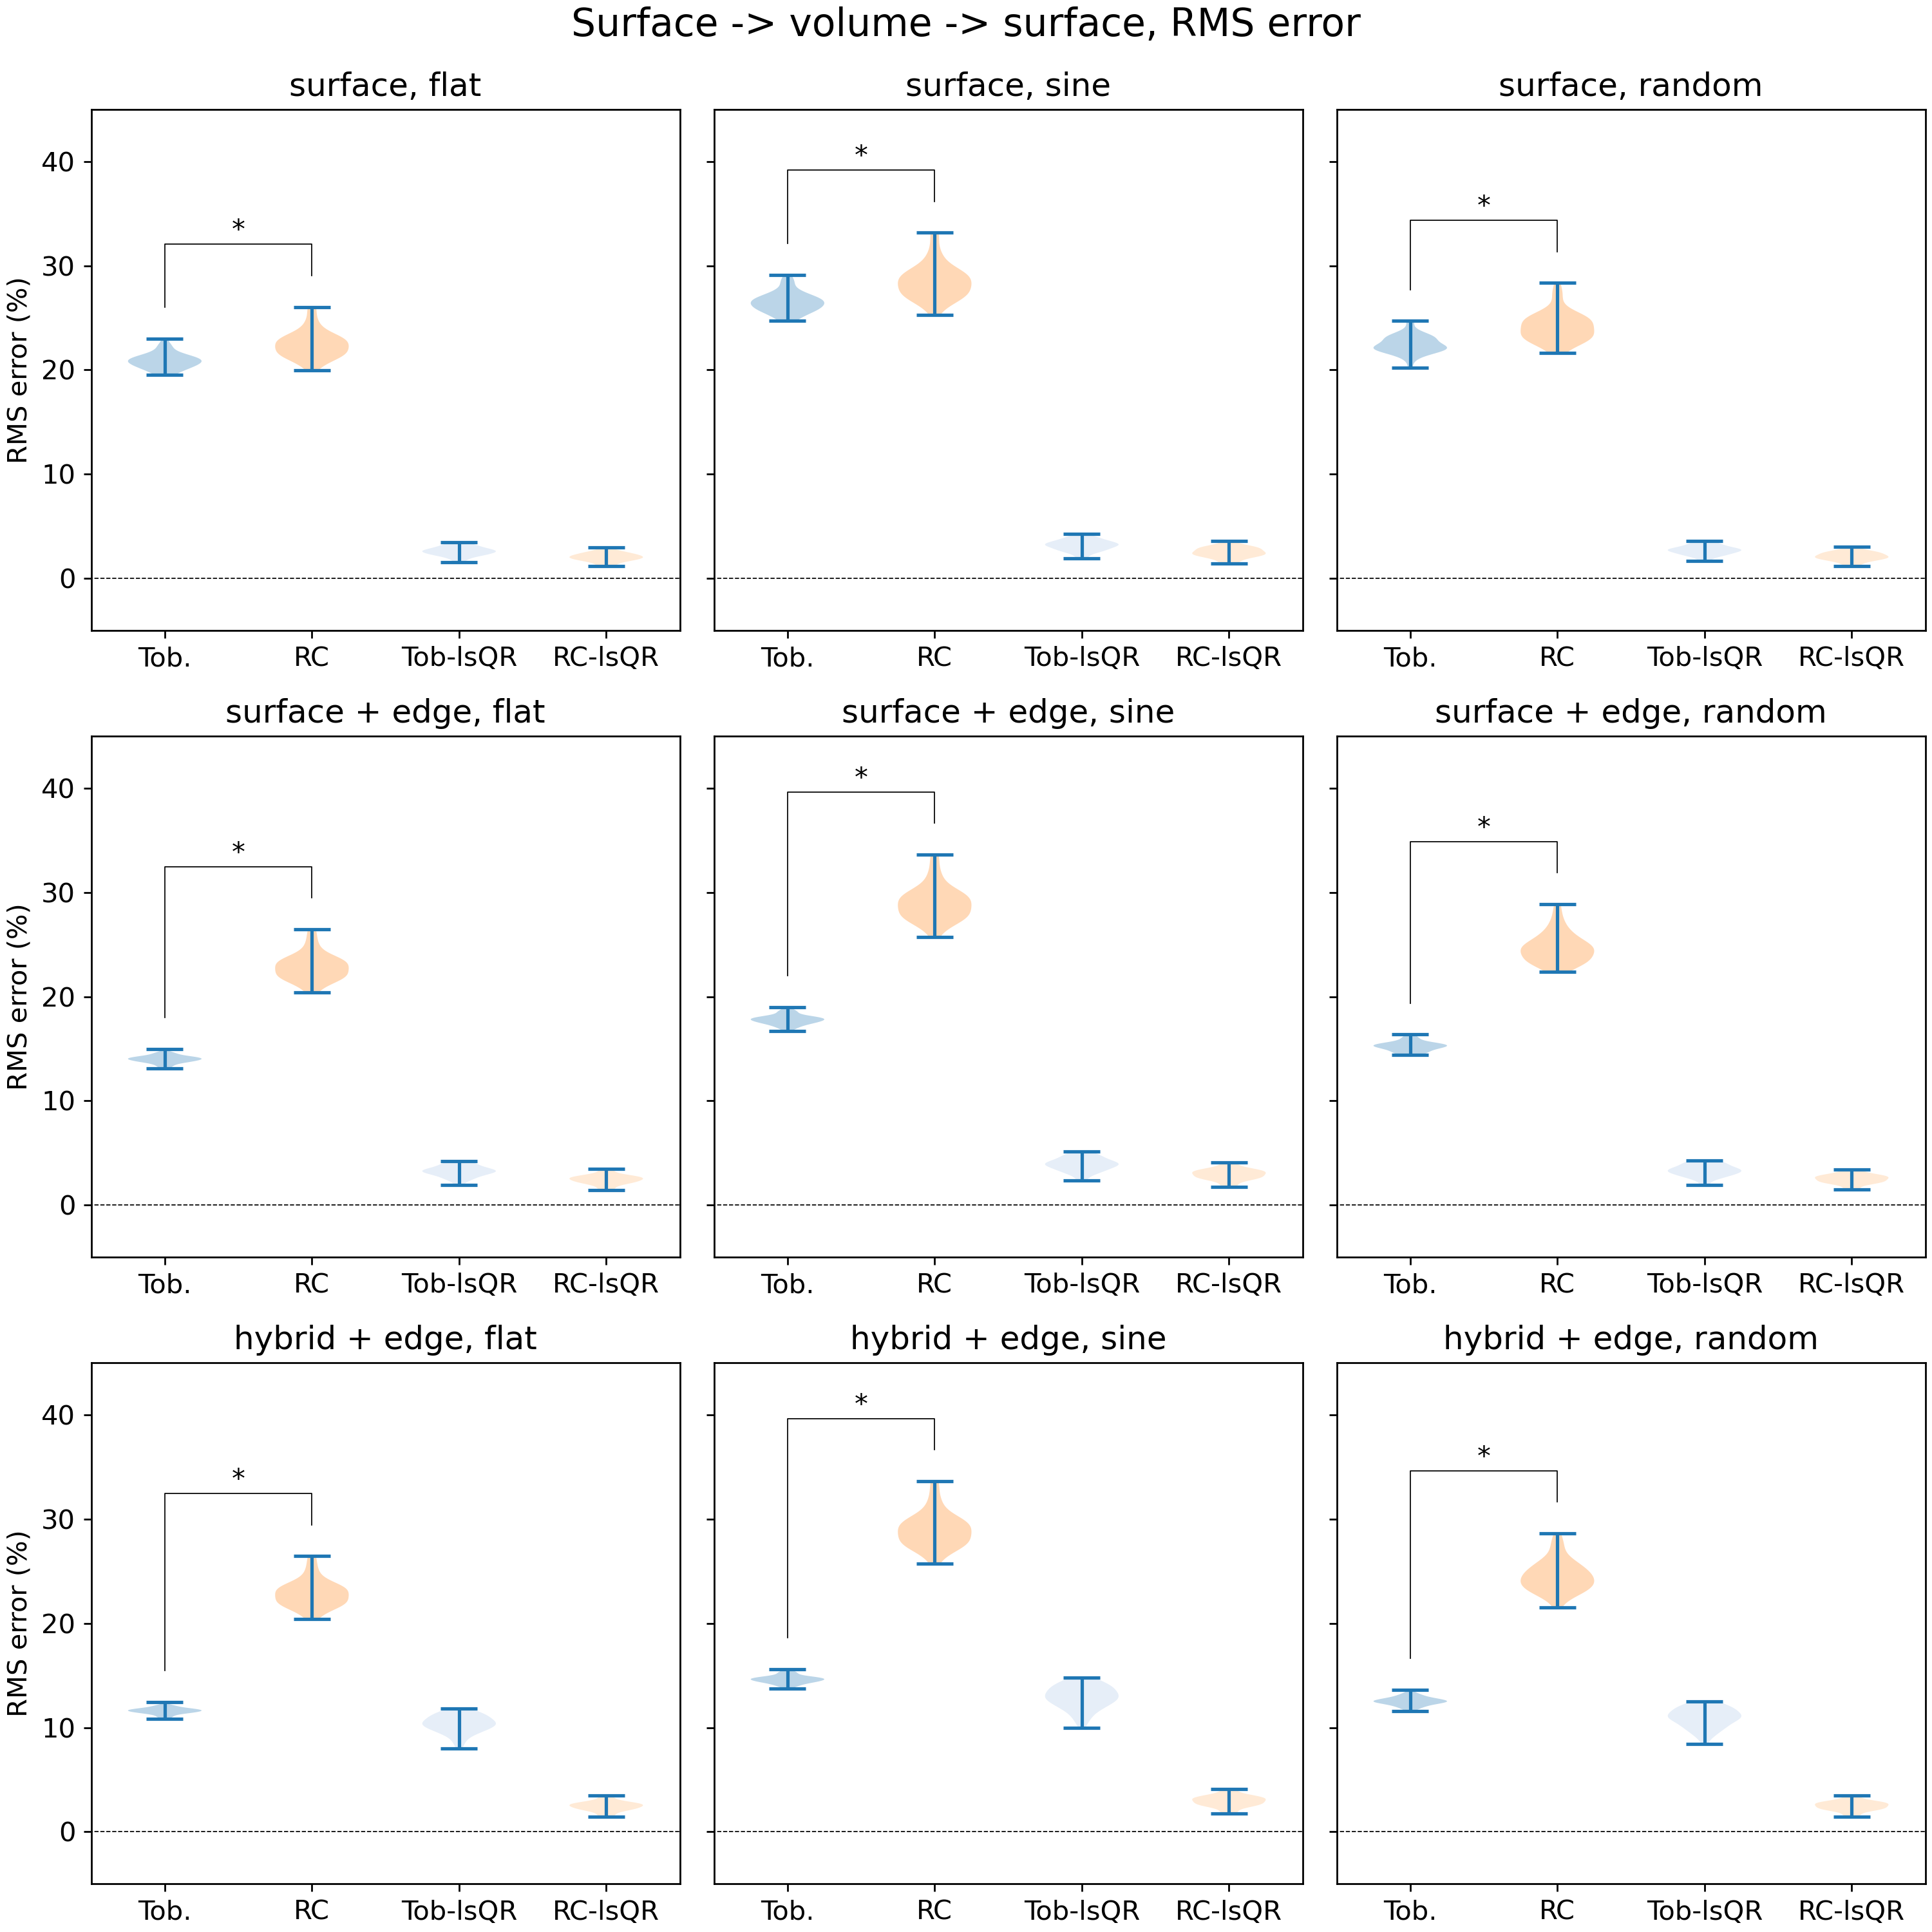 Surface -> volume -> surface, RMS error
surface, flat
surface, sine
surface, random
RMS error (%)
40
30
20
10
0
*
*
*
Tob. RC Tob-lsQR RC-lsQR
Tob. RC Tob-lsQR RC-lsQR
Tob. RC Tob-lsQR RC-lsQR
surface + edge, flat
surface + edge, sine
surface + edge, random
RMS error (%)
40
30
20
10
0
*
*
*
Tob. RC Tob-lsQR RC-lsQR
Tob. RC Tob-lsQR RC-lsQR
Tob. RC Tob-lsQR RC-lsQR
hybrid + edge, flat
hybrid + edge, sine
hybrid + edge, random
RMS error (%)
40
30
20
10
0
*
*
*
Tob. RC Tob-lsQR RC-lsQR
Tob. RC Tob-lsQR RC-lsQR
Tob. RC Tob-lsQR RC-lsQR